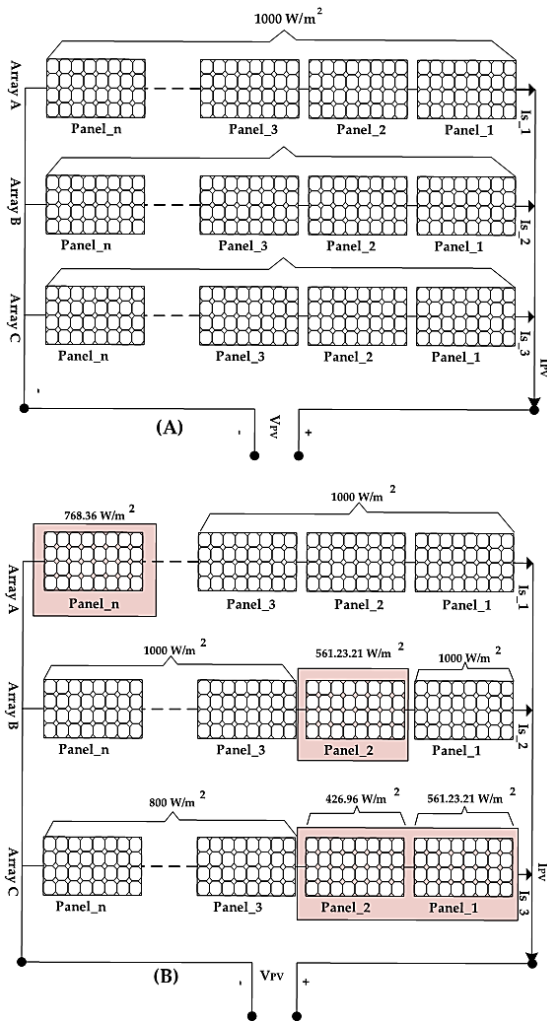 1000 W/m²
Array A
Panel_n Panel_3 Panel_2 Panel_1
Is_1
Array B
Panel_n Panel_3 Panel_2 Panel_1
Is_2
Array C
Panel_n Panel_3 Panel_2 Panel_1
Is_3
IPV
-
(A)
- VPV +
1000 W/m ²
768.36 W/m ²
Array A
Panel_n Panel_3 Panel_2 Panel_1
Is_1
1000 W/m ² 561.23.21 W/m ² 1000 W/m ²
Array B
Panel_n Panel_3 Panel_2 Panel_1
Is_2
800 W/m ² 426.96 W/m ² 561.23.21 W/m ²
Array C
Panel_n Panel_3 Panel_2 Panel_1
Is_3
IPV
(B)
- VPV +